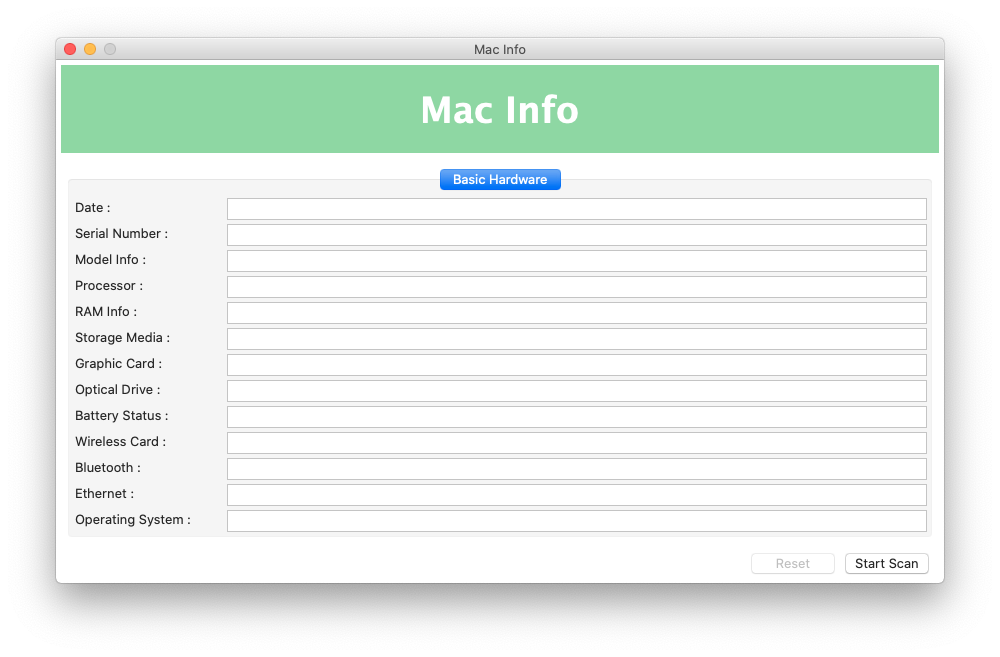 Mac Info
Mac Info
Basic Hardware
Date :
Serial Number :
Model Info :
Processor :
RAM Info :
Storage Media :
Graphic Card :
Optical Drive :
Battery Status :
Wireless Card :
Bluetooth :
Ethernet :
Operating System :
Reset Start Scan